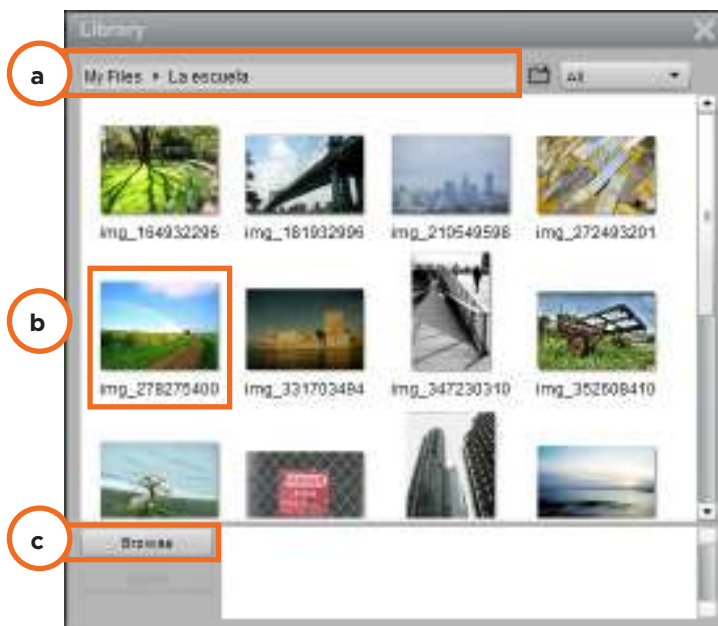 Library
a
My Files ▸ La escuela
All
img_164932296 img_181932996 img_210549598 img_272493201
b
img_278275400 img_331703494 img_347230310 img_352608410
c
Browse